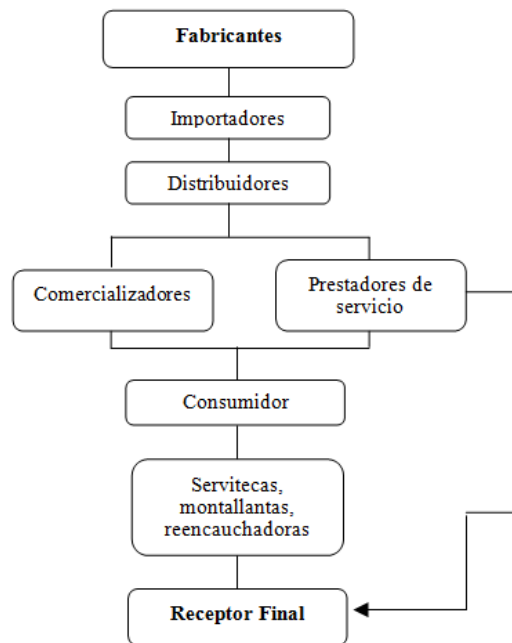 Fabricantes
Importadores
Distribuidores
Comercializadores
Prestadores de
servicio
Consumidor
Servitecas,
montallantas,
reencauchadoras
Receptor Final